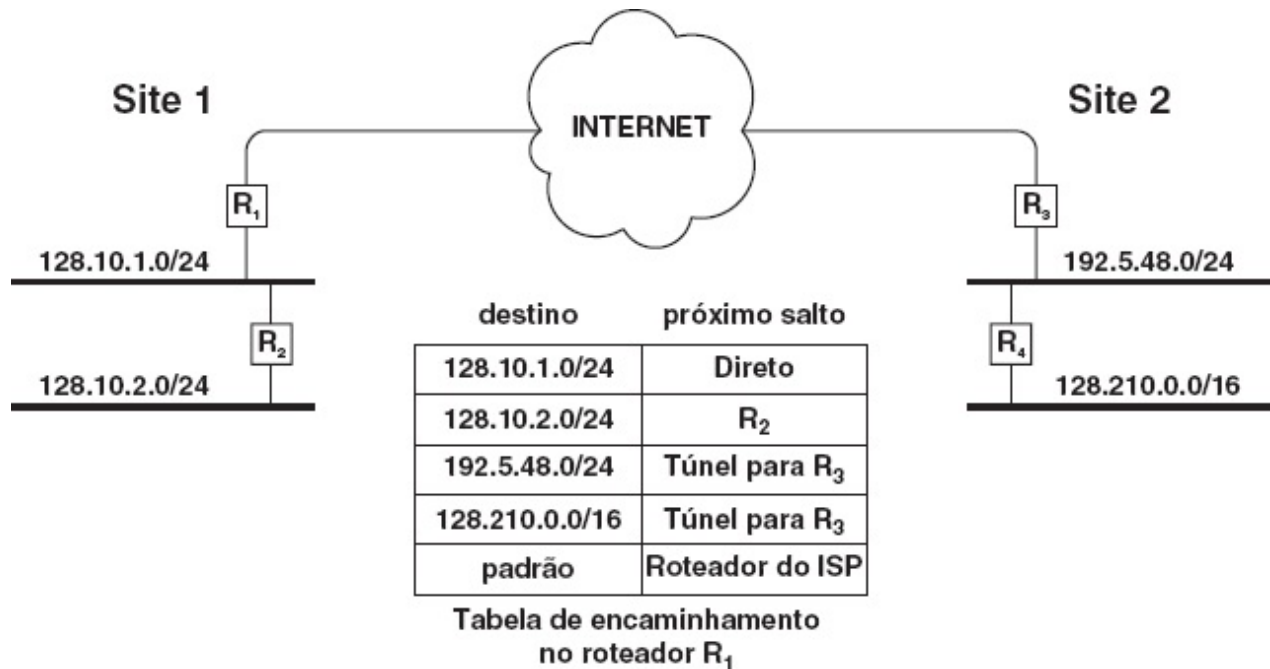 Site 1
INTERNET
Site 2
R₁
R₃
128.10.1.0/24
192.5.48.0/24
R₂
R₄
128.10.2.0/24
128.210.0.0/16
destino próximo salto
128.10.1.0/24 Direto
128.10.2.0/24 R₂
192.5.48.0/24 Túnel para R₃
128.210.0.0/16 Túnel para R₃
padrão Roteador do ISP
Tabela de encaminhamento
no roteador R₁